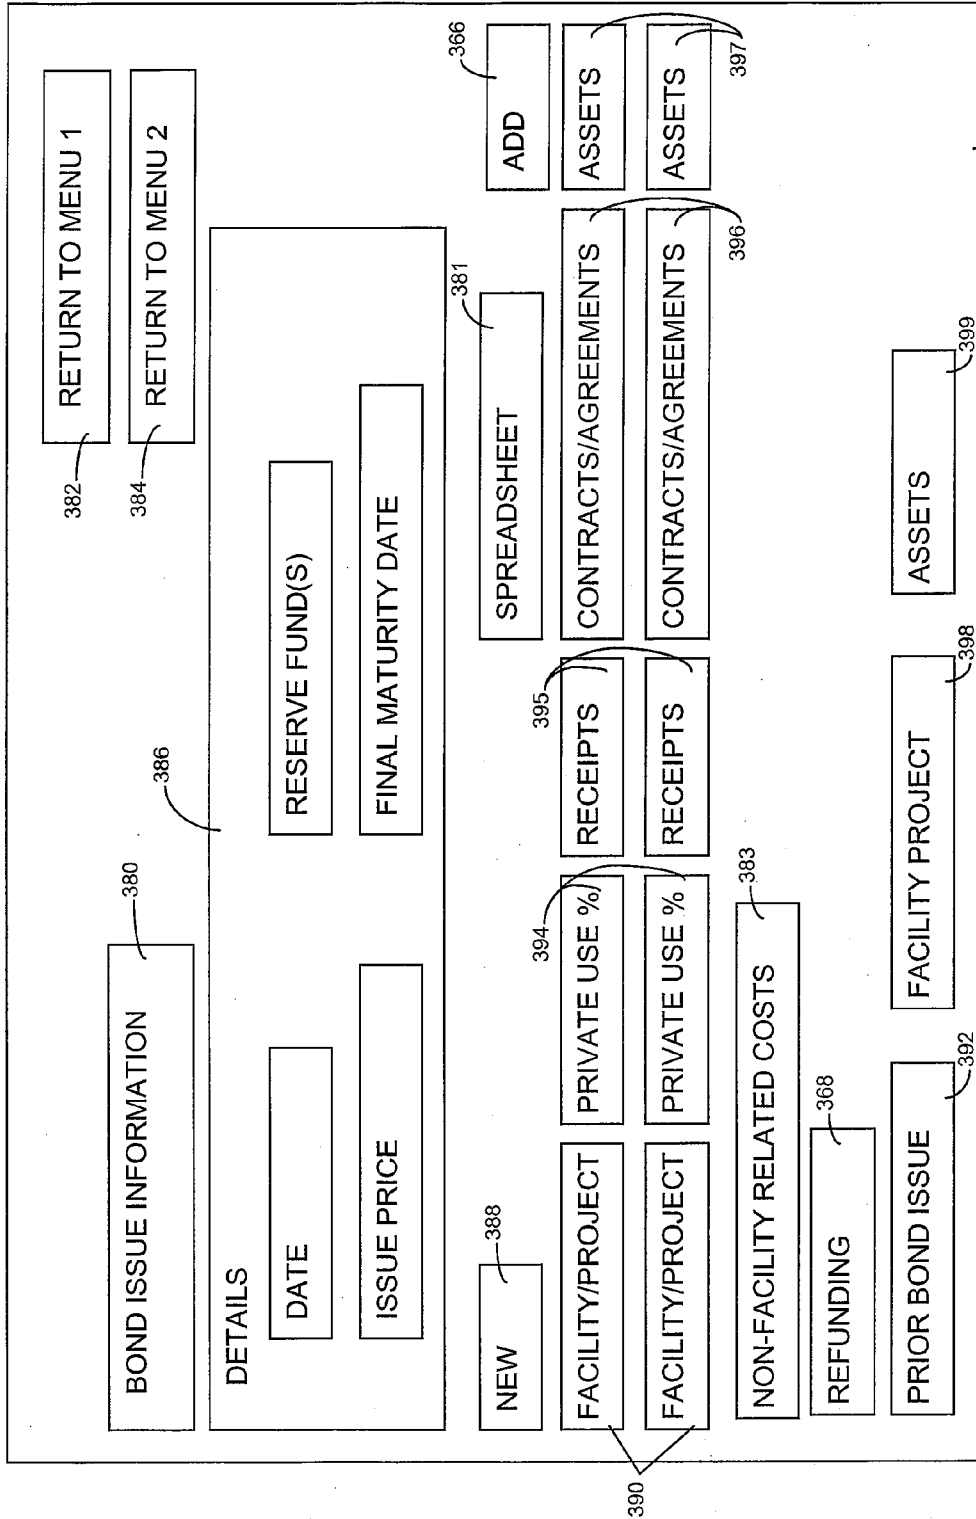 382
RETURN TO MENU 1
BOND ISSUE INFORMATION
380
384
RETURN TO MENU 2
386
DETAILS
DATE
RESERVE FUND(S)
ISSUE PRICE
FINAL MATURITY DATE
NEW
388
SPREADSHEET
381
ADD
366
394
395
FACILITY/PROJECT
PRIVATE USE %
RECEIPTS
CONTRACTS/AGREEMENTS
ASSETS
390
FACILITY/PROJECT
PRIVATE USE %
RECEIPTS
CONTRACTS/AGREEMENTS
ASSETS
396
397
NON-FACILITY RELATED COSTS
383
REFUNDING
368
PRIOR BOND ISSUE
392
FACILITY PROJECT
398
ASSETS
399